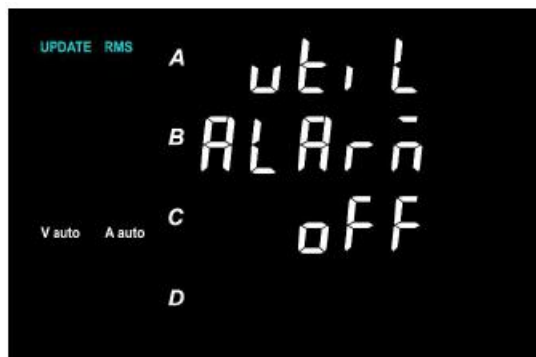 UPDATE RMS
A utiL
B ALArm
V auto A auto
C oFF
D